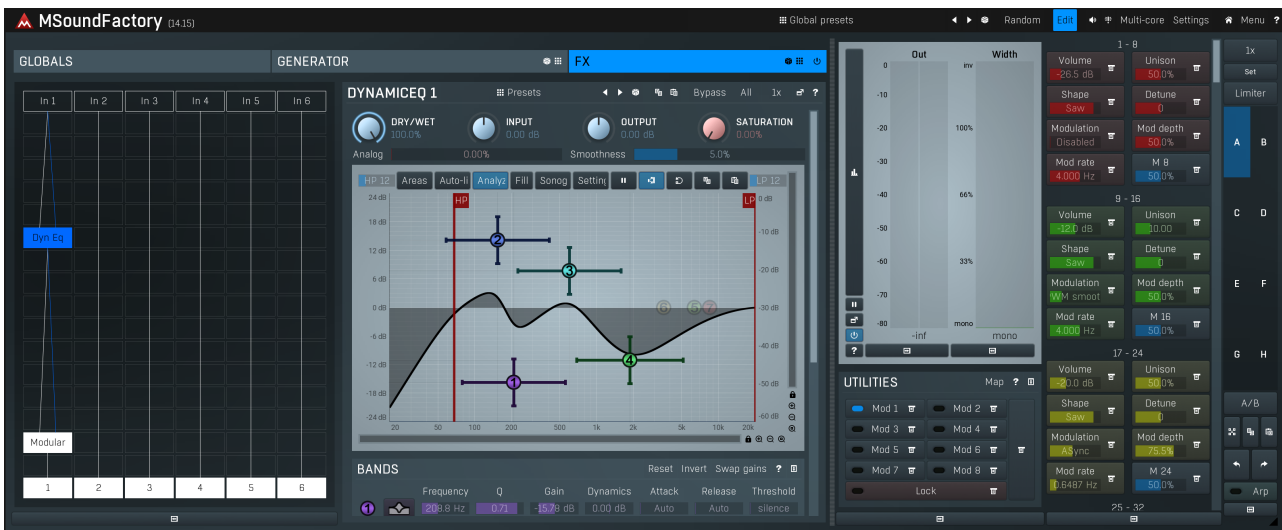 MSoundFactory (14.15)
Global presets
Random
Edit
Multi-core
Settings
Menu
?
GLOBALS
GENERATOR
FX
In 1 In 2 In 3 In 4 In 5 In 6
Dyn Eq
Modular
1 2 3 4 5 6
DYNAMICEQ 1
Presets
Bypass All 1x ?
DRY/WET
100.0%
INPUT
0.00 dB
OUTPUT
0.00 dB
SATURATION
0.00%
Analog 0.00%
Smoothness 5.0%
HP 12 Areas Auto-li Analyz Fill Sonog Setting LP 12
HP
LP
24 dB
18 dB
12 dB
6 dB
0 dB
-6 dB
-12 dB
-18 dB
-24 dB
0 dB
-10 dB
-20 dB
-30 dB
-40 dB
-50 dB
-60 dB
2
3
6 5 7
4
1
20 50 100 200 500 1k 2k 5k 10k 20k
BANDS
Reset Invert Swap gains ?
Frequency Q Gain Dynamics Attack Release Threshold
1 208.8 Hz 0.71 -15.78 dB 0.00 dB Auto Auto silence
Out Width
0 inv
-10
-20 100%
-30
-40 66%
-50
-60 33%
-70
-80 mono
-inf mono
?
UTILITIES
Map ?
Mod 1 Mod 2
Mod 3 Mod 4
Mod 5 Mod 6
Mod 7 Mod 8
Lock
1 - 8
Volume Unison
-26.5 dB 50.0%
Shape Detune
Saw 0
Modulation Mod depth
Disabled 50.0%
Mod rate M 8
4.000 Hz 50.0%
9 - 16
Volume Unison
-12.0 dB 10.00
Shape Detune
Saw 0
Modulation Mod depth
WM smoot 50.0%
Mod rate M 16
4.000 Hz 50.0%
17 - 24
Volume Unison
-20.0 dB 50.0%
Shape Detune
Saw 0
Modulation Mod depth
ASync 75.5%
Mod rate M 24
0.6487 Hz 50.0%
25 - 32
1x
Set
Limiter
A B
C D
E F
G H
A/B
Arp